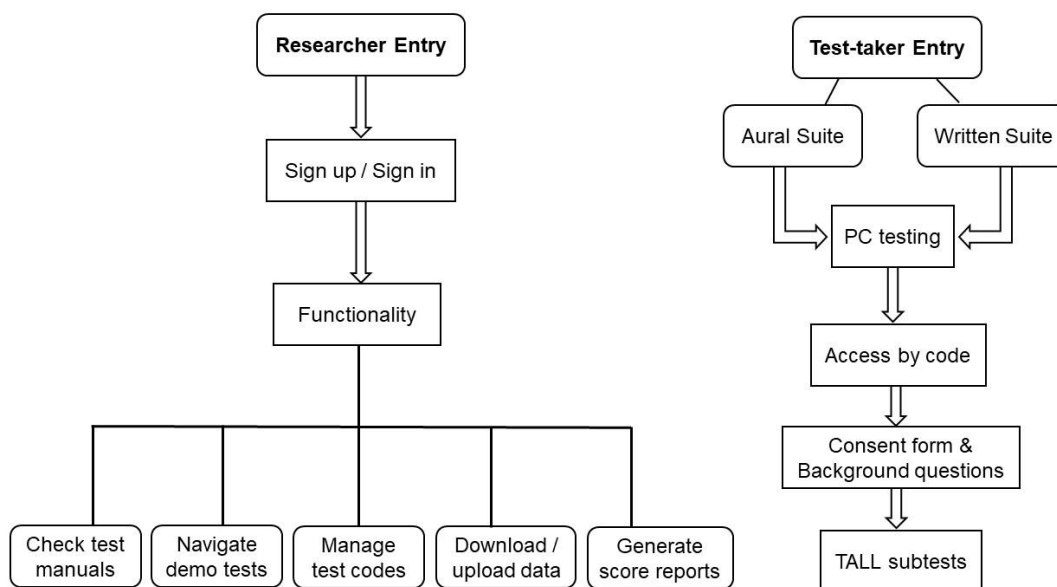 Researcher Entry
Sign up / Sign in
Functionality
Check test
manuals
Navigate
demo tests
Manage
test codes
Download /
upload data
Generate
score reports
Test-taker Entry
Aural Suite
Written Suite
PC testing
Access by code
Consent form &
Background questions
TALL subtests